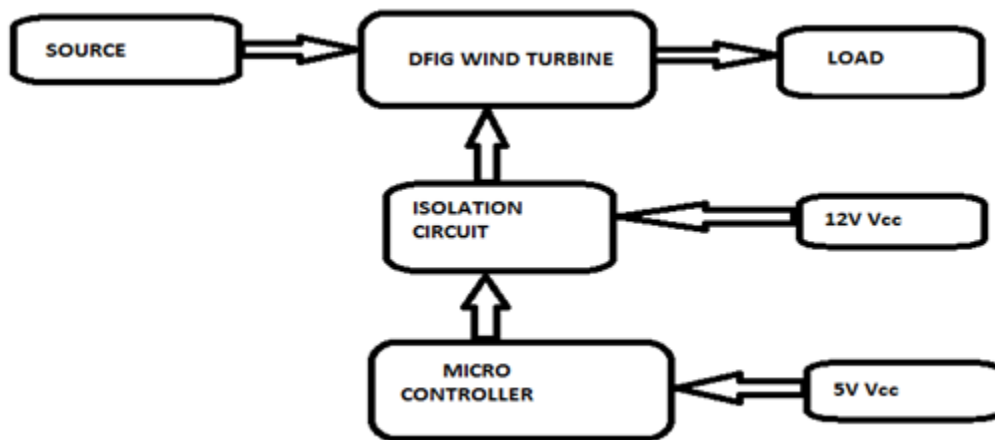 SOURCE
DFIG WIND TURBINE
LOAD
ISOLATION
CIRCUIT
12V Vcc
MICRO
CONTROLLER
5V Vcc